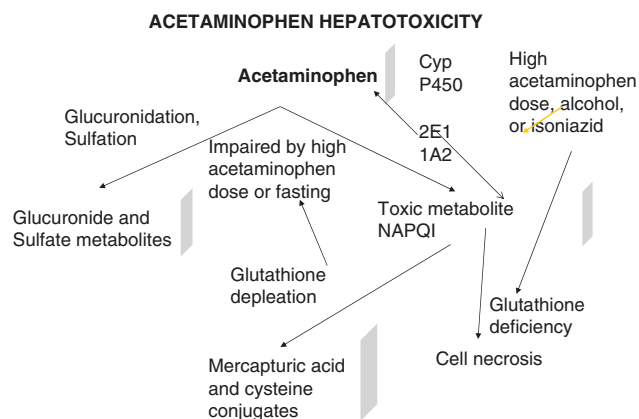 ACETAMINOPHEN HEPATOTOXICITY
Acetaminophen
Cyp
P450
High
acetaminophen
dose, alcohol,
or isoniazid
Glucuronidation,
Sulfation
2E1
1A2
Impaired by high
acetaminophen
dose or fasting
Glucuronide and
Sulfate metabolites
Toxic metabolite
NAPQI
Glutathione
depleation
Glutathione
deficiency
Cell necrosis
Mercapturic acid
and cysteine
conjugates